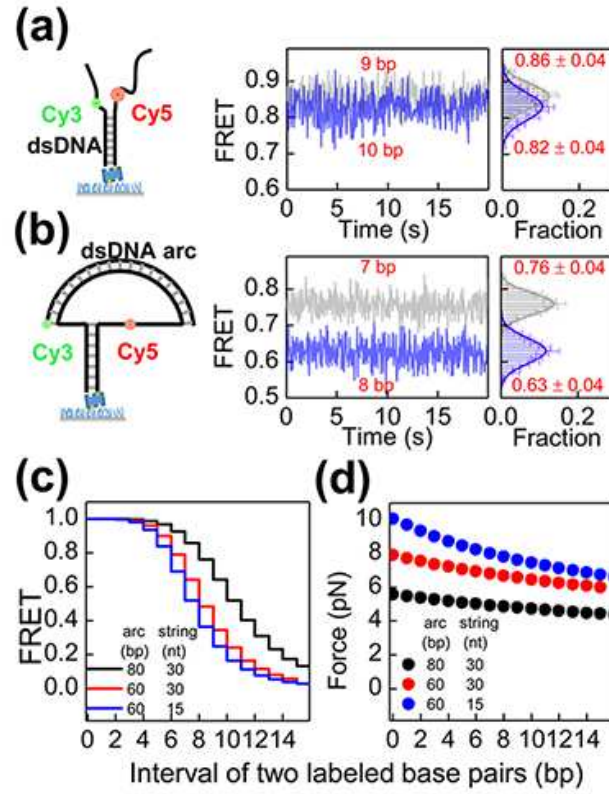 (a)
Cy3
Cy5
dsDNA
FRET
0.9
0.8
0.7
0.6
9 bp
10 bp
0 5 10 15
Time (s)
0.86 ± 0.04
0.82 ± 0.04
0.0 0.2
Fraction
(b)
dsDNA arc
Cy3
Cy5
FRET
0.8
0.7
0.6
0.5
7 bp
8 bp
0 5 10 15
Time (s)
0.76 ± 0.04
0.63 ± 0.04
0.0 0.2
Fraction
(c)
FRET
1.0
0.8
0.6
0.4
0.2
0.0
arc string
(bp) (nt)
80 30
60 30
60 15
0 2 4 6 8 10 12 14
(d)
Force (pN)
10
8
6
4
2
0
arc string
(bp) (nt)
80 30
60 30
60 15
0 2 4 6 8 10 12 14
Interval of two labeled base pairs (bp)